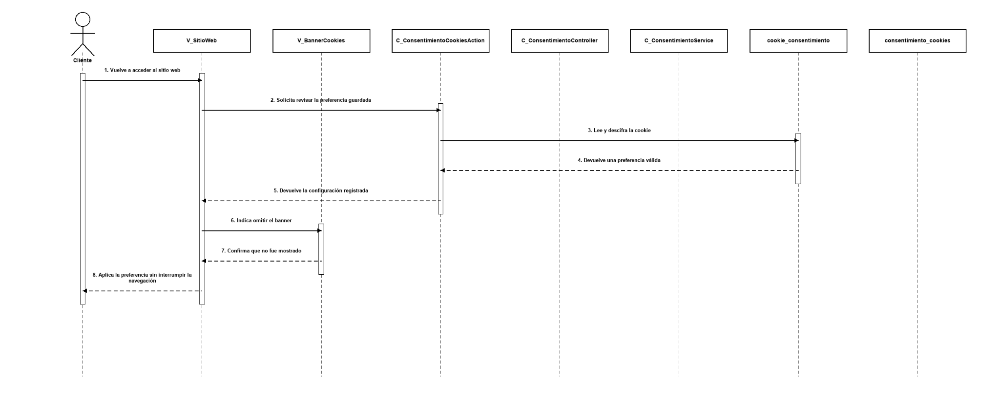 V_SitioWeb
V_BannerCookies
C_ConsentimientoCookiesAction
C_ConsentimientoController
C_ConsentimientoService
cookie_consentimiento
consentimiento_cookies
Cliente
1. Vuelve a acceder al sitio web
2. Solicita revisar la preferencia guardada
3. Lee y descifra la cookie
4. Devuelve una preferencia válida
5. Devuelve la configuración registrada
6. Indica omitir el banner
7. Confirma que no fue mostrado
8. Aplica la preferencia sin interrumpir la
navegación